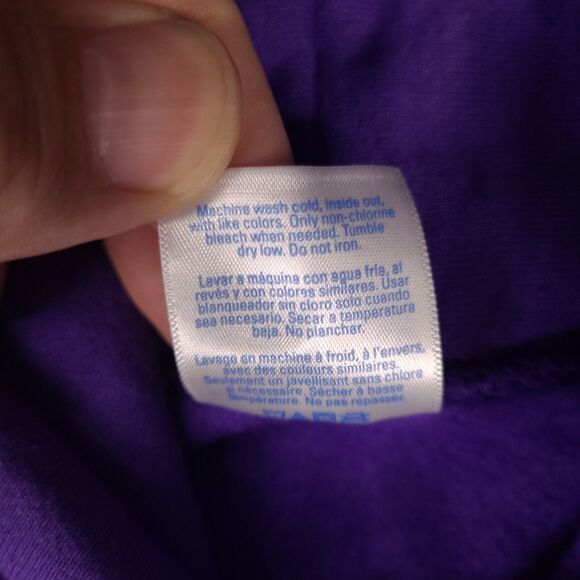 Machine wash cold, inside out,
with like colors. Only non-chlorine
bleach when needed. Tumble
dry low. Do not iron.
Lavar a máquina con agua fría, al
revés y con colores similares. Usar
blanqueador sin cloro solo cuando
sea necesario. Secar a temperatura
baja. No planchar.
Lavage en machine à froid, à l'envers,
avec des couleurs similaires.
Seulement un javellisant sans chlore
si nécessaire. Sécher à basse
température. Ne pas repasser.